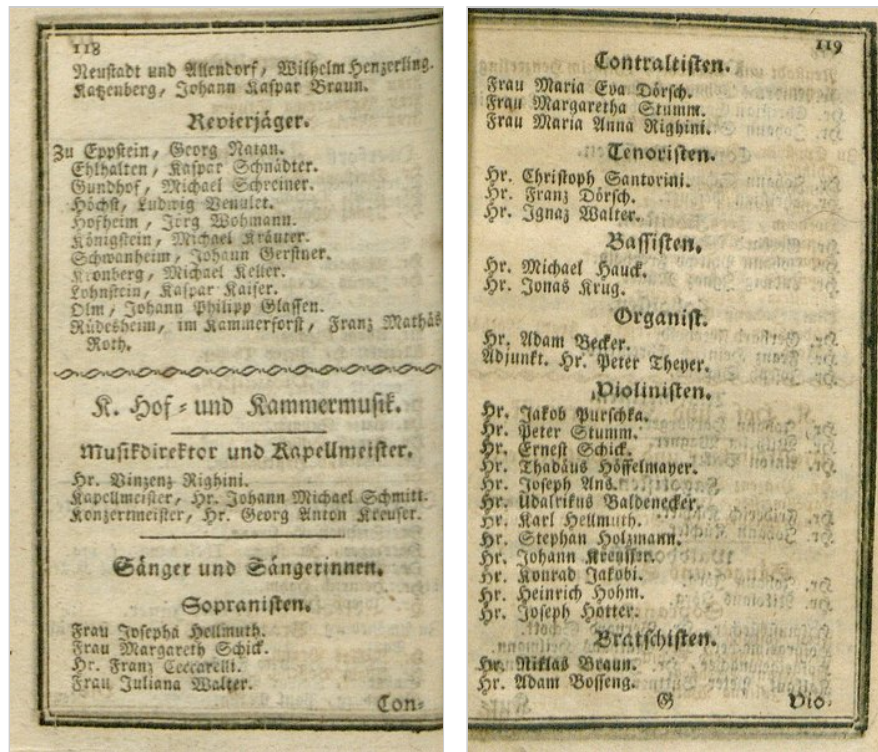 118
Neustadt und Allendorf, Wilhelm Henzerling.
Katzenberg, Johann Kaspar Braun.
Revierjäger.
Zu Eppstein, Georg Natan.
Ehlhalten, Kaspar Schnädter.
Gundhof, Michael Schreiner.
Höchst, Ludwig Venulet.
Hofheim, Jörg Wohmann.
Königstein, Michael Kräuter.
Schwanheim, Johann Gerstner.
Kronberg, Michael Keller.
Lohnstein, Kaspar Kaiser.
Olm, Johann Philipp Glassen.
Rüdesheim, im Kammerforst, Franz Mathäs
Roth.
K. Hof- und Kammermusik.
Musikdirektor und Kapellmeister.
Hr. Vinzenz Righini.
Kapellmeister, Hr. Johann Michael Schmitt.
Konzertmeister, Hr. Georg Anton Kreuser.
Sänger und Sängerinnen.
Sopranisten.
Frau Josepha Hellmuth.
Frau Margareth Schick.
Hr. Franz Ceccarelli.
Frau Juliana Walter.
Con-
119
Contraltisten.
Frau Maria Eva Dörsch.
Frau Margaretha Stumm.
Frau Maria Anna Righini.
Tenoristen.
Hr. Christoph Santorini.
Hr. Franz Dörsch.
Hr. Ignaz Walter.
Bassisten.
Hr. Michael Hauck.
Hr. Jonas Krug.
Organist.
Hr. Adam Becker.
Adjunkt. Hr. Peter Theyer.
Violinisten.
Hr. Jakob Purschka.
Hr. Peter Stumm.
Hr. Ernest Schick.
Hr. Thadäus Höffelmayer.
Hr. Joseph Ans.
Hr. Udalrikus Baldenecker.
Hr. Karl Hellmuth.
Hr. Stephan Holzmann.
Hr. Johann Kreusser.
Hr. Konrad Jakobi.
Hr. Heinrich Hohm.
Hr. Joseph Hotter.
Bratschisten.
Hr. Niklas Braun.
Hr. Adam Bosseng.
G
Vio-